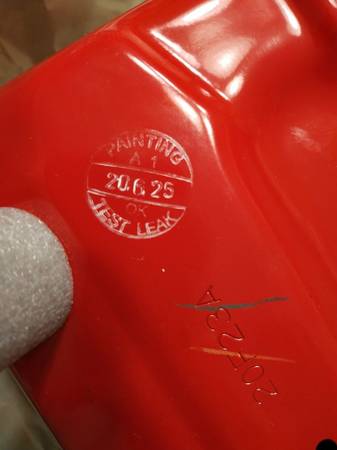 PAINTING
A 1
20.6.25
OK
TEST LEAK